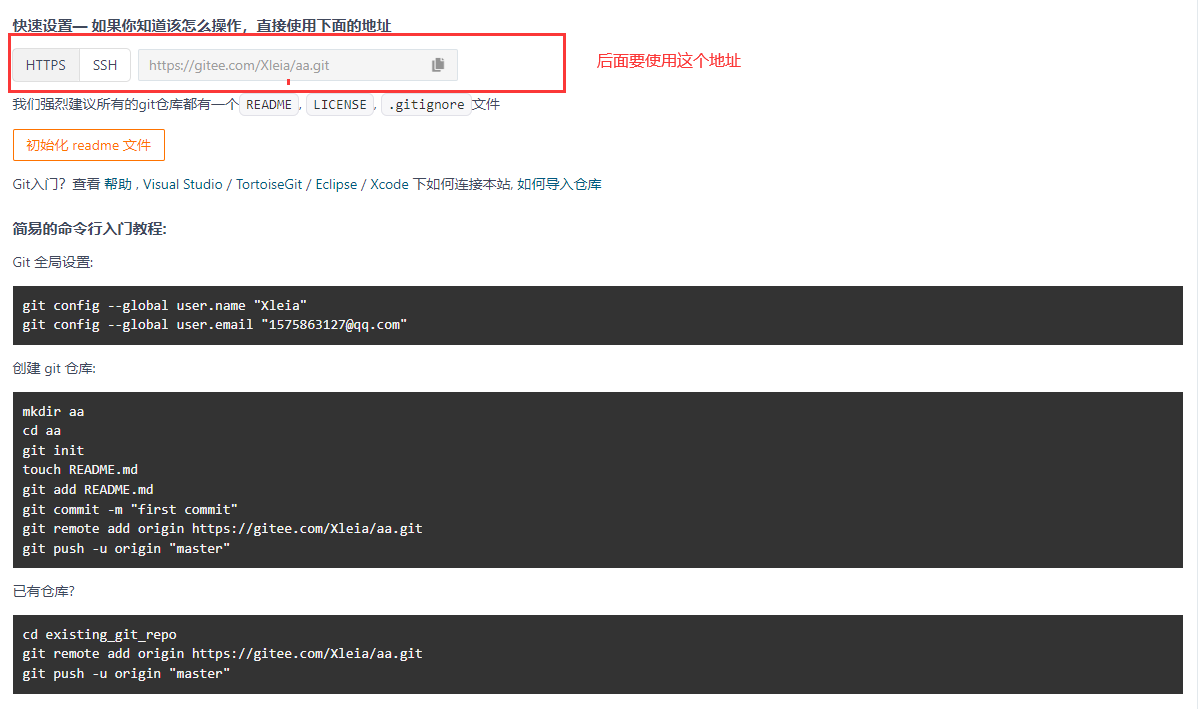 快速设置— 如果你知道该怎么操作，直接使用下面的地址
HTTPS SSH https://gitee.com/Xleia/aa.git 后面要使用这个地址
我们强烈建议所有的git仓库都有一个 README, LICENSE, .gitignore 文件
初始化 readme 文件
Git入门？查看 帮助 , Visual Studio / TortoiseGit / Eclipse / Xcode 下如何连接本站, 如何导入仓库
简易的命令行入门教程:
Git 全局设置:
git config --global user.name "Xleia"
git config --global user.email "1575863127@qq.com"
创建 git 仓库:
mkdir aa
cd aa
git init
touch README.md
git add README.md
git commit -m "first commit"
git remote add origin https://gitee.com/Xleia/aa.git
git push -u origin "master"
已有仓库?
cd existing_git_repo
git remote add origin https://gitee.com/Xleia/aa.git
git push -u origin "master"